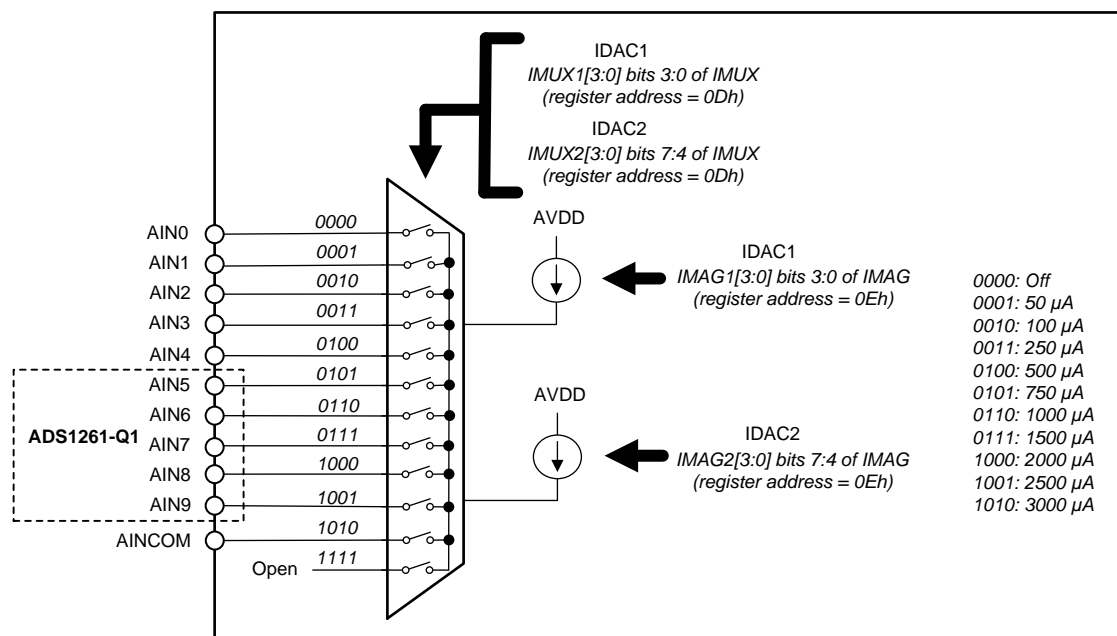 IDAC1
IMUX1[3:0] bits 3:0 of IMUX
(register address = 0Dh)
IDAC2
IMUX2[3:0] bits 7:4 of IMUX
(register address = 0Dh)
AIN0
0000
AIN1
0001
AIN2
0010
AIN3
0011
AIN4
0100
AIN5
0101
AIN6
0110
AIN7
0111
AIN8
1000
AIN9
1001
AINCOM
1010
Open
1111
ADS1261-Q1
AVDD
IDAC1
IMAG1[3:0] bits 3:0 of IMAG
(register address = 0Eh)
AVDD
IDAC2
IMAG2[3:0] bits 7:4 of IMAG
(register address = 0Eh)
0000: Off
0001: 50 μA
0010: 100 μA
0011: 250 μA
0100: 500 μA
0101: 750 μA
0110: 1000 μA
0111: 1500 μA
1000: 2000 μA
1001: 2500 μA
1010: 3000 μA